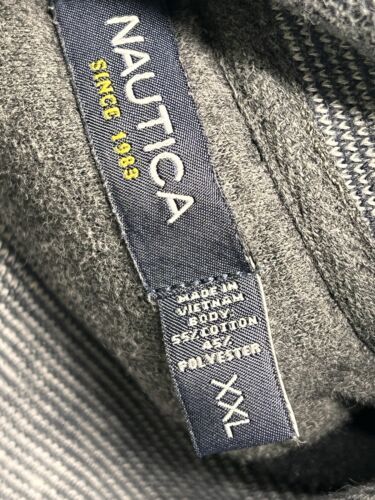 NAUTICA
SINCE 1983
MADE IN
VIETNAM
BODY
55/COTTON
45/
POLYESTER
XXL